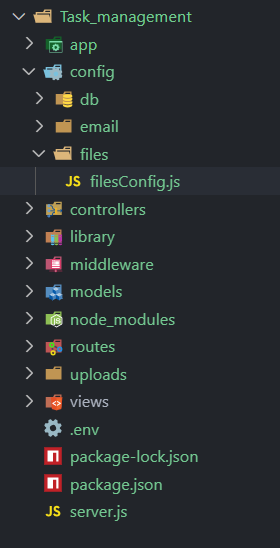 Task_management
app
config
db
email
files
JS filesConfig.js
controllers
library
middleware
models
node_modules
routes
uploads
views
.env
package-lock.json
package.json
JS server.js